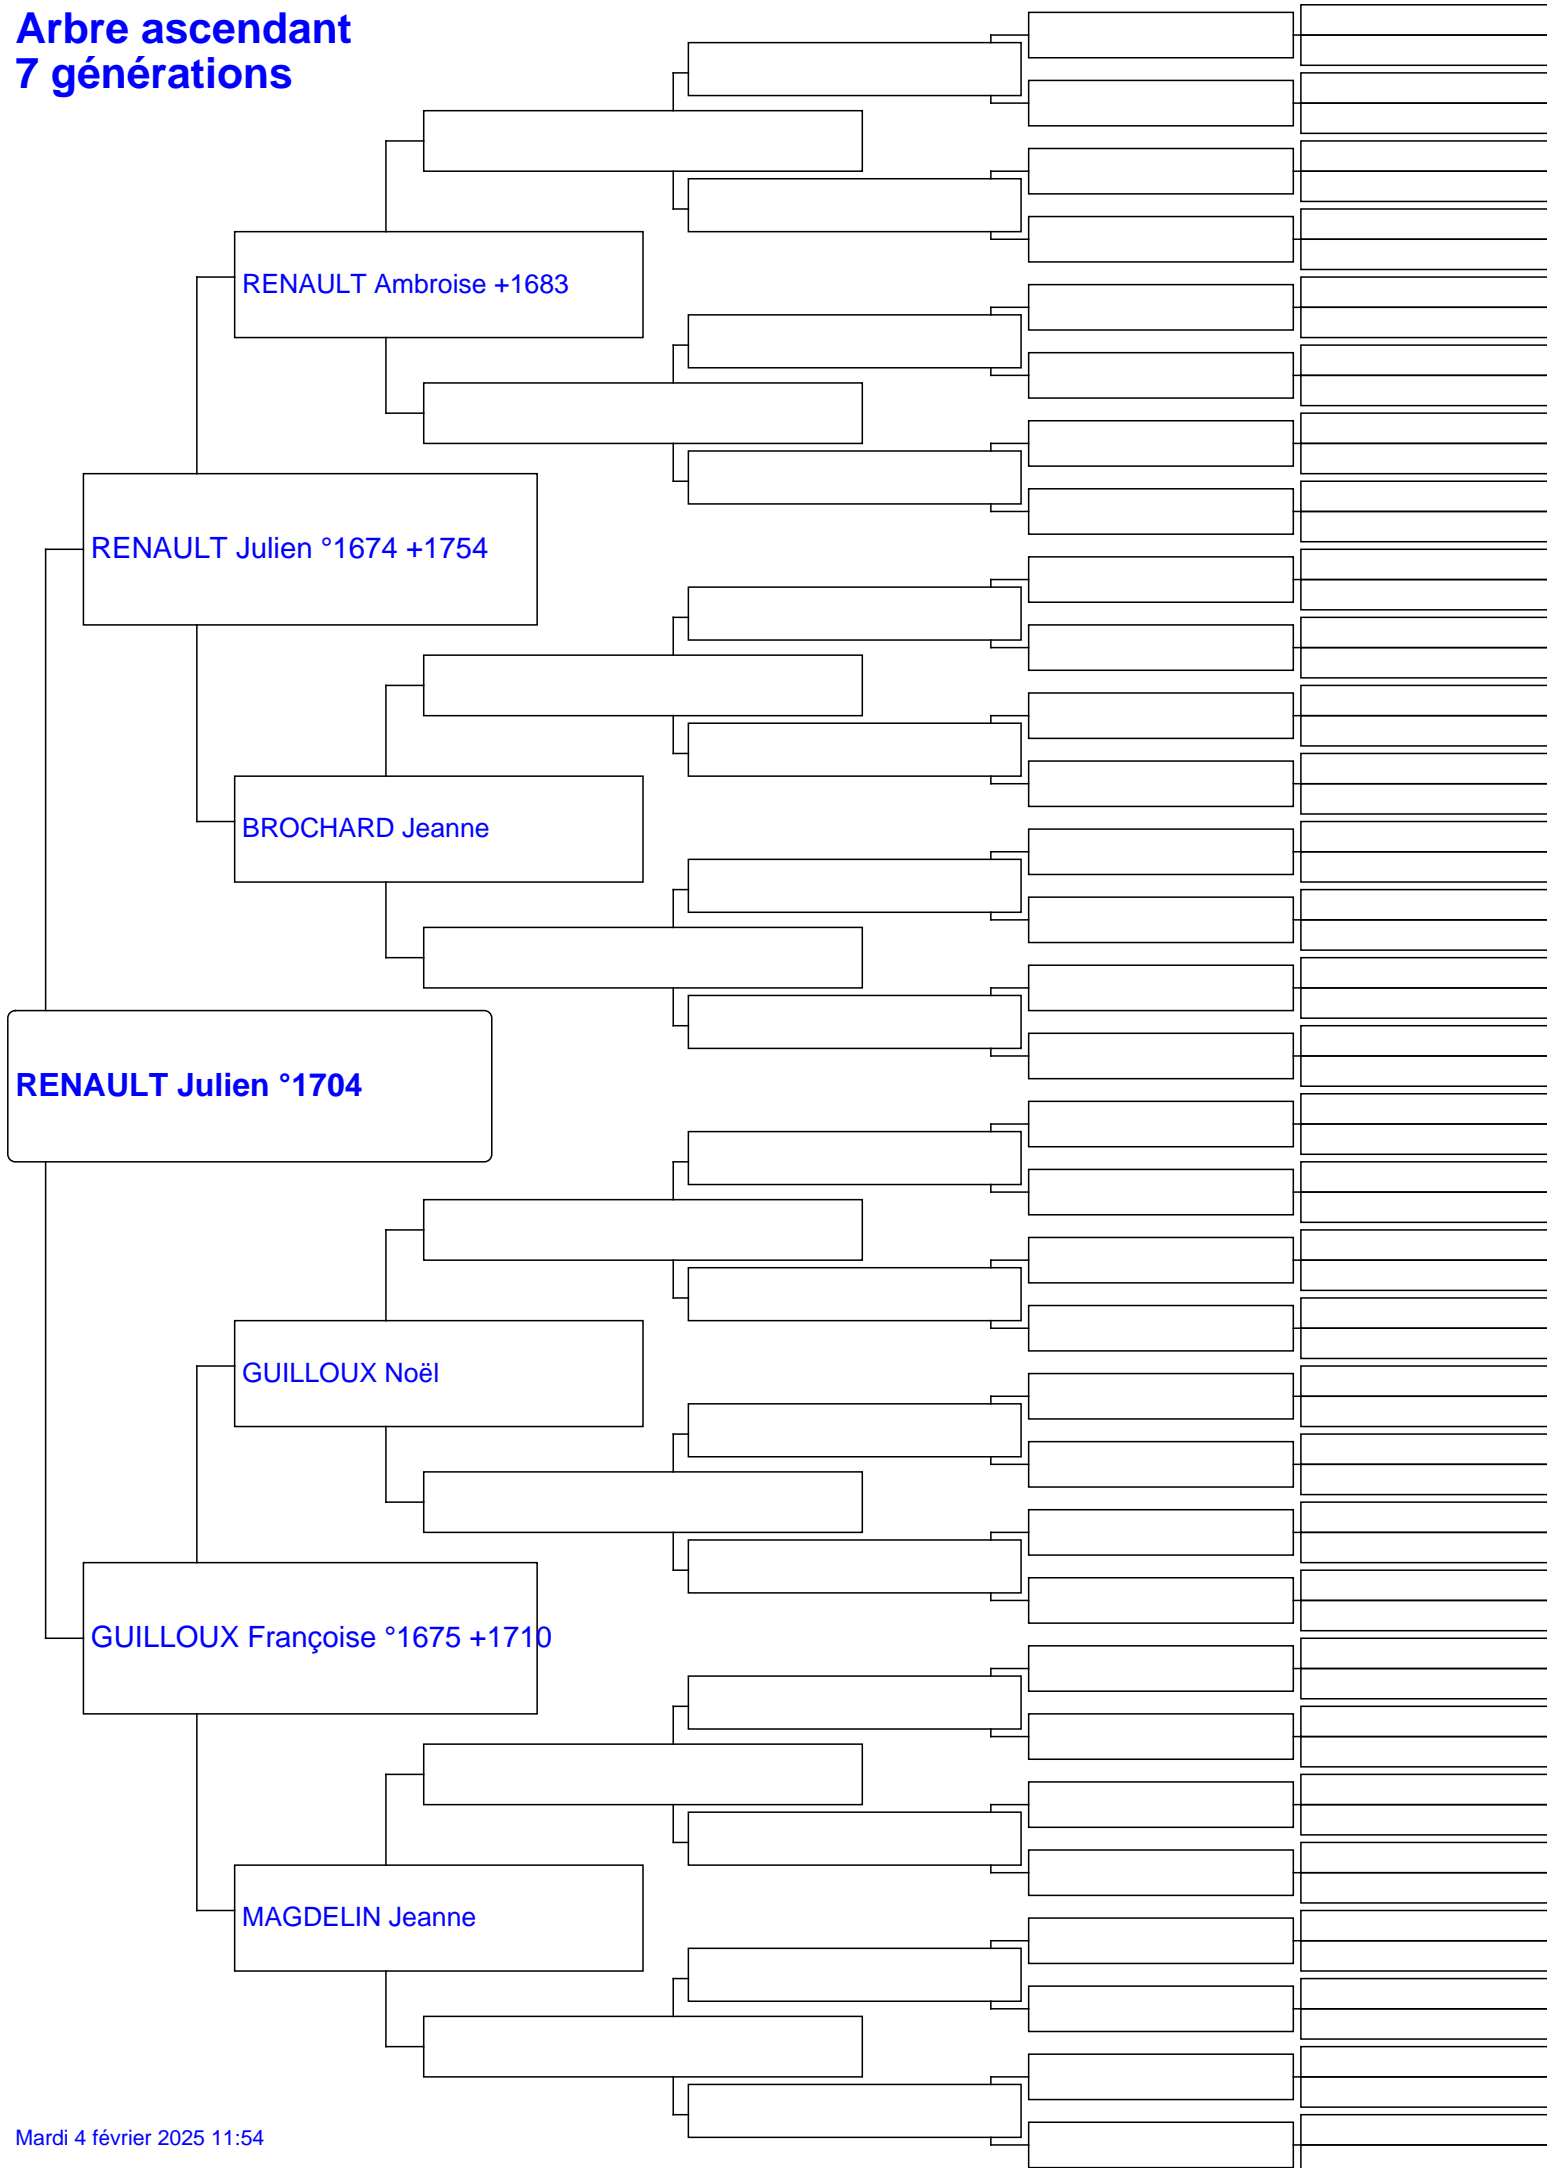 Arbre ascendant
7 générations
RENAULT Ambroise +1683
RENAULT Julien °1674 +1754
BROCHARD Jeanne
RENAULT Julien °1704
GUILLOUX Noël
GUILLOUX Françoise °1675 +1710
MAGDELIN Jeanne
Mardi 4 février 2025 11:54